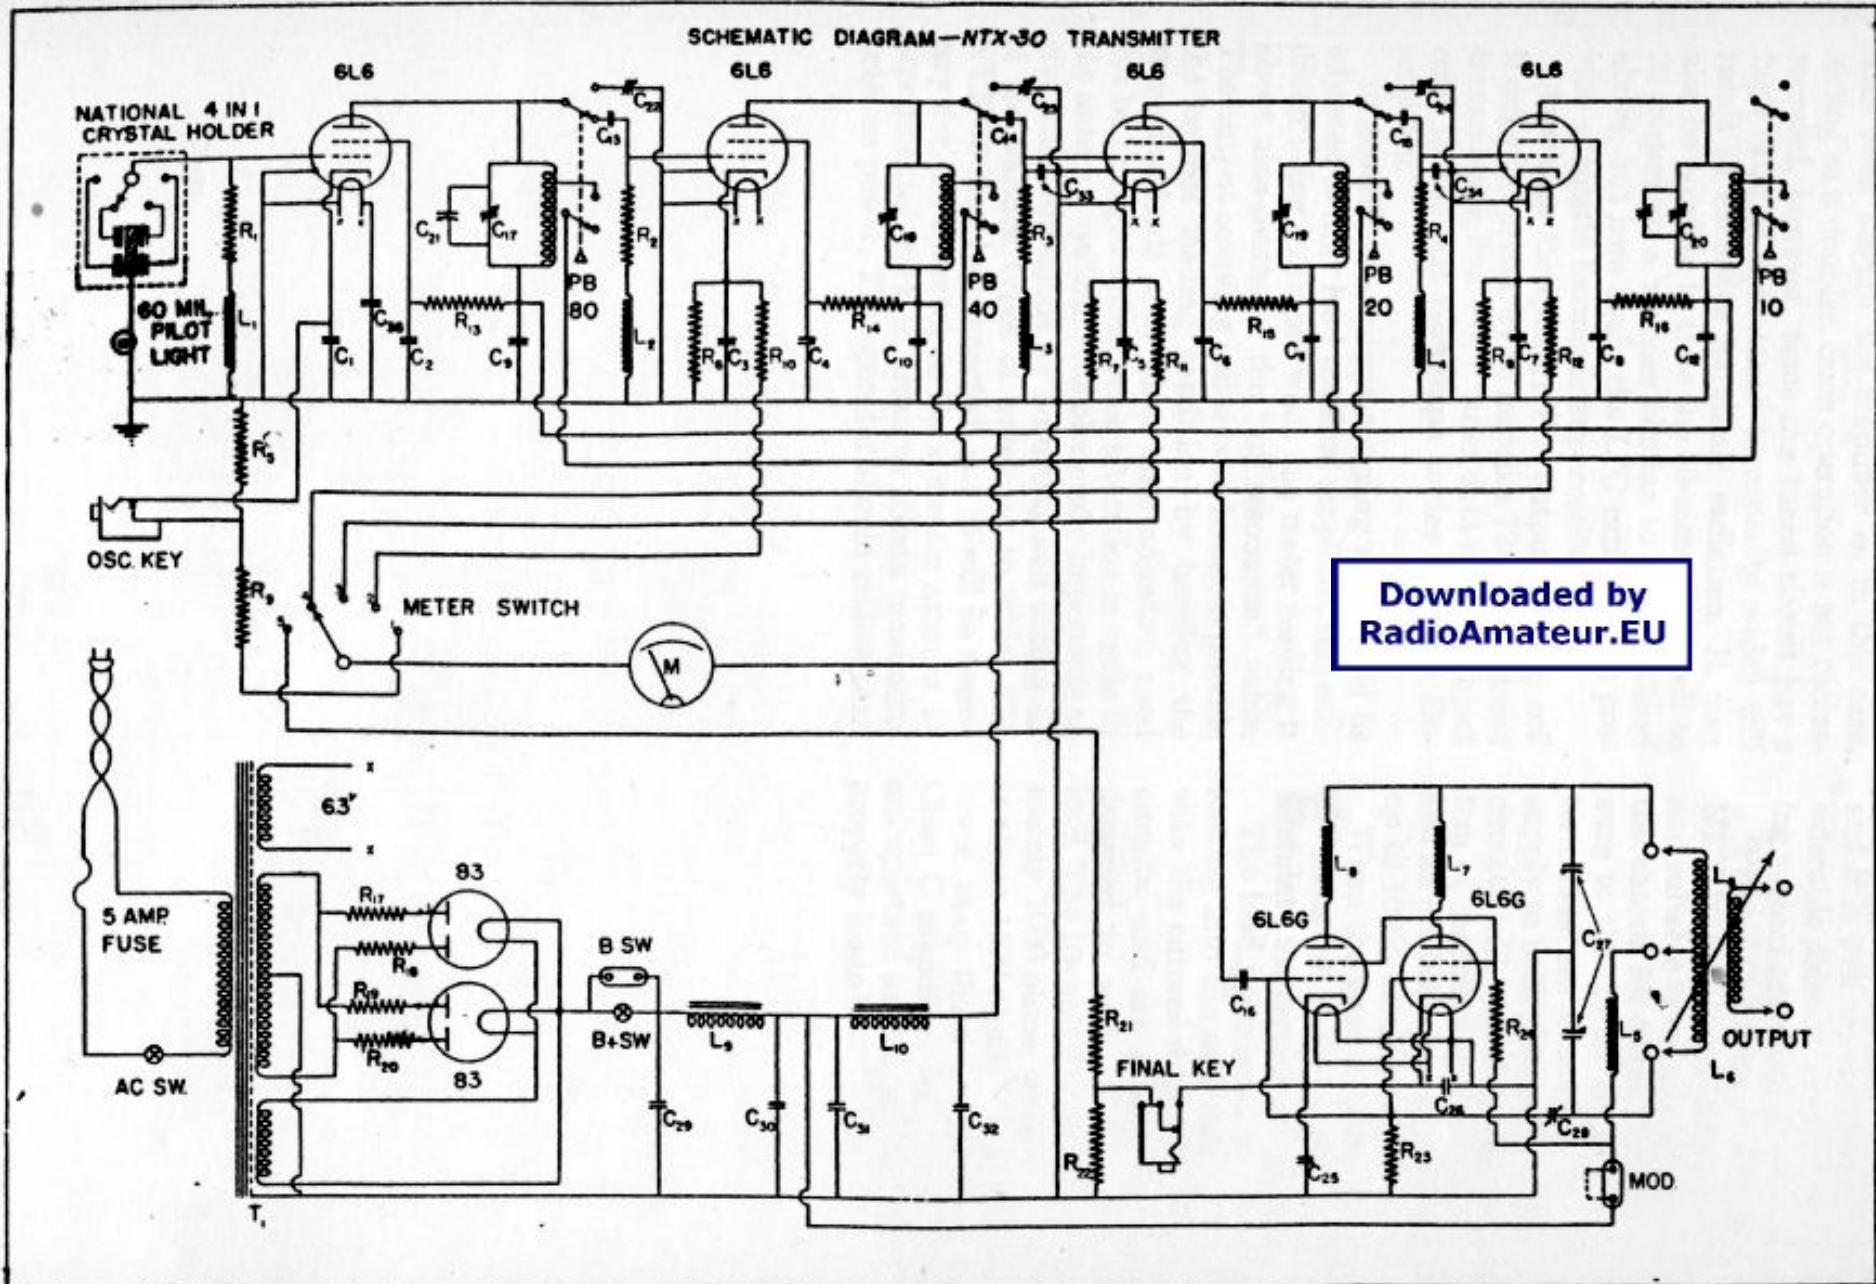 SCHEMATIC DIAGRAM—NTX-30 TRANSMITTER
6L6
6L6
6L6
6L6
NATIONAL 4 IN 1
CRYSTAL HOLDER
60 MIL.
PILOT
LIGHT
R1
L1
C1
C36
C2
R13
C21
C17
C9
C13
C22
PB
80
R2
L2
R6
C3
R10
C4
R14
C18
C10
C14
C23
PB
40
R3
L3
C33
R7
C5
R11
C6
R15
C19
C11
C15
PB
20
R4
L4
C34
R8
C7
R12
C8
R16
C20
C12
PB
10
R5
OSC. KEY
R9
METER SWITCH
M
Downloaded by
RadioAmateur.EU
5 AMP.
FUSE
AC SW.
T1
6.3V
x
x
83
R17
R18
R19
R20
83
B SW
B+SW
L9
L10
C29
C30
C31
C32
R21
R22
FINAL KEY
C16
6L6G
6L6G
L8
L7
R24
C26
C25
R23
C28
C27
L5
L6
OUTPUT
MOD.